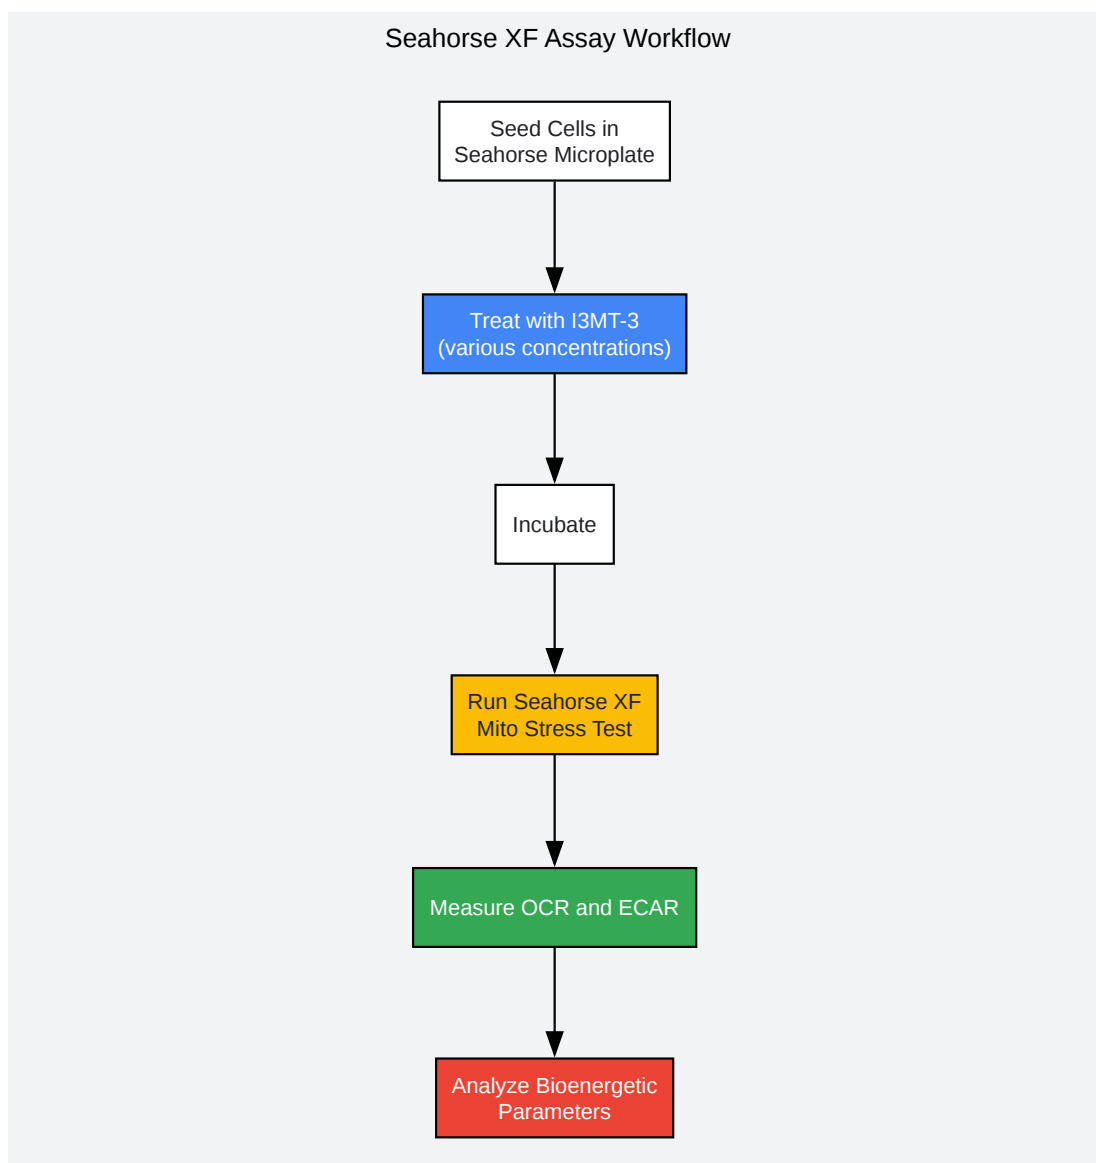 Seahorse XF Assay Workflow
Seed Cells in
Seahorse Microplate
Treat with I3MT-3
(various concentrations)
Incubate
Run Seahorse XF
Mito Stress Test
Measure OCR and ECAR
Analyze Bioenergetic
Parameters